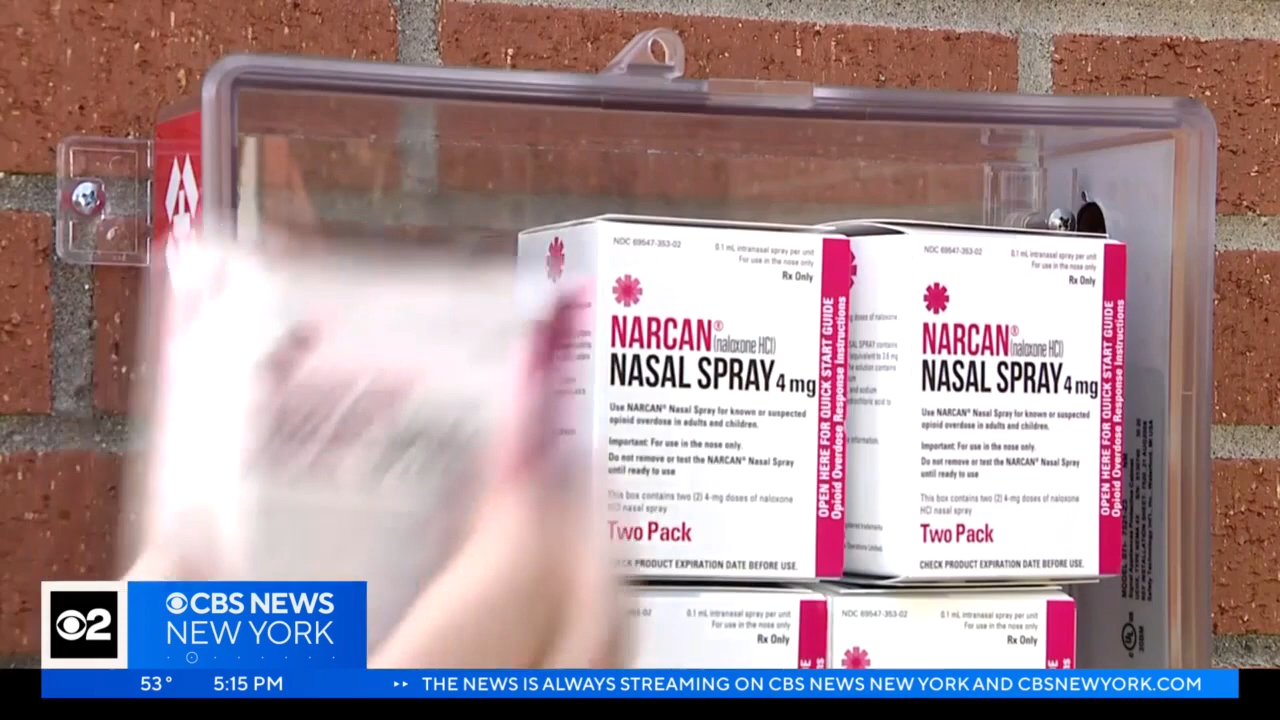 NDC 69547-353-02
0.1 mL intranasal spray per unit
For use in the nose only
Rx Only
NARCAN®
(naloxone HCl)
NASAL SPRAY 4 mg
Use NARCAN® Nasal Spray for known or suspected
opioid overdose in adults and children.
Important: For use in the nose only.
Do not remove or test the NARCAN® Nasal Spray
until ready to use
This box contains two (2) 4-mg doses of naloxone
HCl nasal spray
Two Pack
CHECK PRODUCT EXPIRATION DATE BEFORE USE.
OPEN HERE FOR QUICK START GUIDE
Opioid Overdose Response Instructions
NDC 69547-353-02
0.1 mL intranasal spray per unit
For use in the nose only
Rx Only
NARCAN®
(naloxone HCl)
NASAL SPRAY 4 mg
Use NARCAN® Nasal Spray for known or suspected
opioid overdose in adults and children.
Important: For use in the nose only.
Do not remove or test the NARCAN® Nasal Spray
until ready to use
This box contains two (2) 4-mg doses of naloxone
HCl nasal spray
Two Pack
CHECK PRODUCT EXPIRATION DATE BEFORE USE.
OPEN HERE FOR QUICK START GUIDE
Opioid Overdose Response Instructions
0.1 mL intranasal spray per unit
For use in the nose only
Rx Only
NDC 69547-353-02
0.1 mL intranasal spray per unit
For use in the nose only
Rx Only
2
CBS NEWS
NEW YORK
53° 5:15 PM THE NEWS IS ALWAYS STREAMING ON CBS NEWS NEW YORK AND CBSNEWYORK.COM